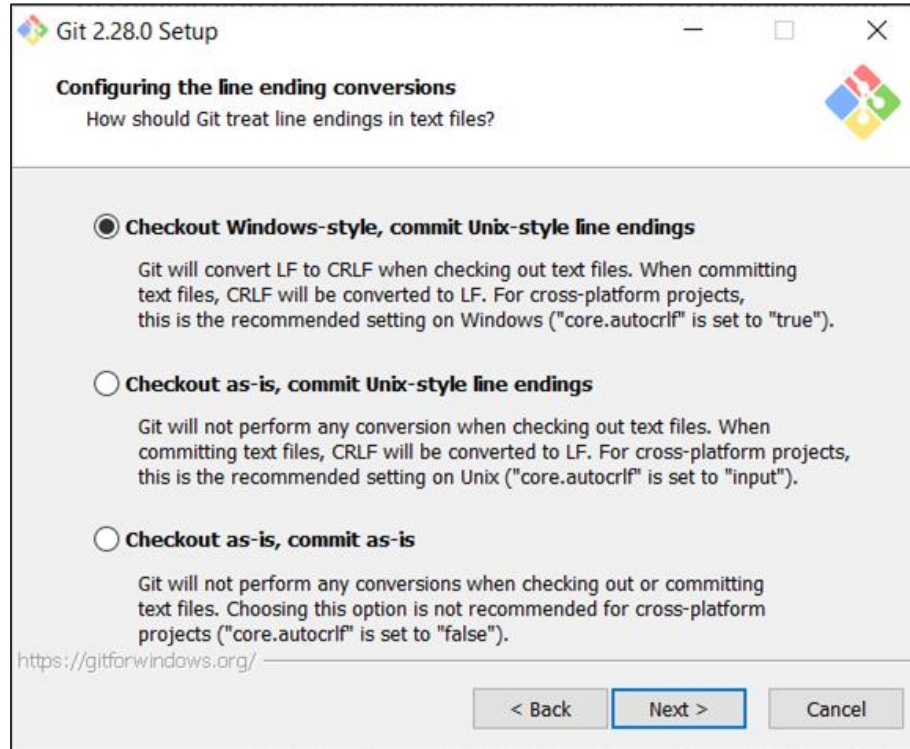 Git 2.28.0 Setup
Configuring the line ending conversions
How should Git treat line endings in text files?
Checkout Windows-style, commit Unix-style line endings
Git will convert LF to CRLF when checking out text files. When committing
text files, CRLF will be converted to LF. For cross-platform projects,
this is the recommended setting on Windows ("core.autocrlf" is set to "true").
Checkout as-is, commit Unix-style line endings
Git will not perform any conversion when checking out text files. When
committing text files, CRLF will be converted to LF. For cross-platform projects,
this is the recommended setting on Unix ("core.autocrlf" is set to "input").
Checkout as-is, commit as-is
Git will not perform any conversions when checking out or committing
text files. Choosing this option is not recommended for cross-platform
projects ("core.autocrlf" is set to "false").
https://gitforwindows.org/
< Back Next > Cancel